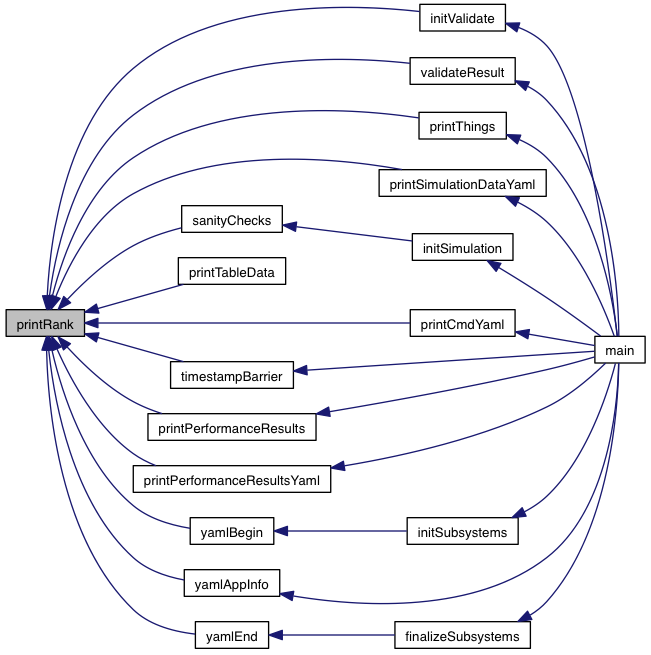 initValidate
validateResult
printThings
printSimulationDataYaml
sanityChecks
initSimulation
printTableData
printRank
printCmdYaml
main
timestampBarrier
printPerformanceResults
printPerformanceResultsYaml
yamlBegin
initSubsystems
yamlAppInfo
yamlEnd
finalizeSubsystems